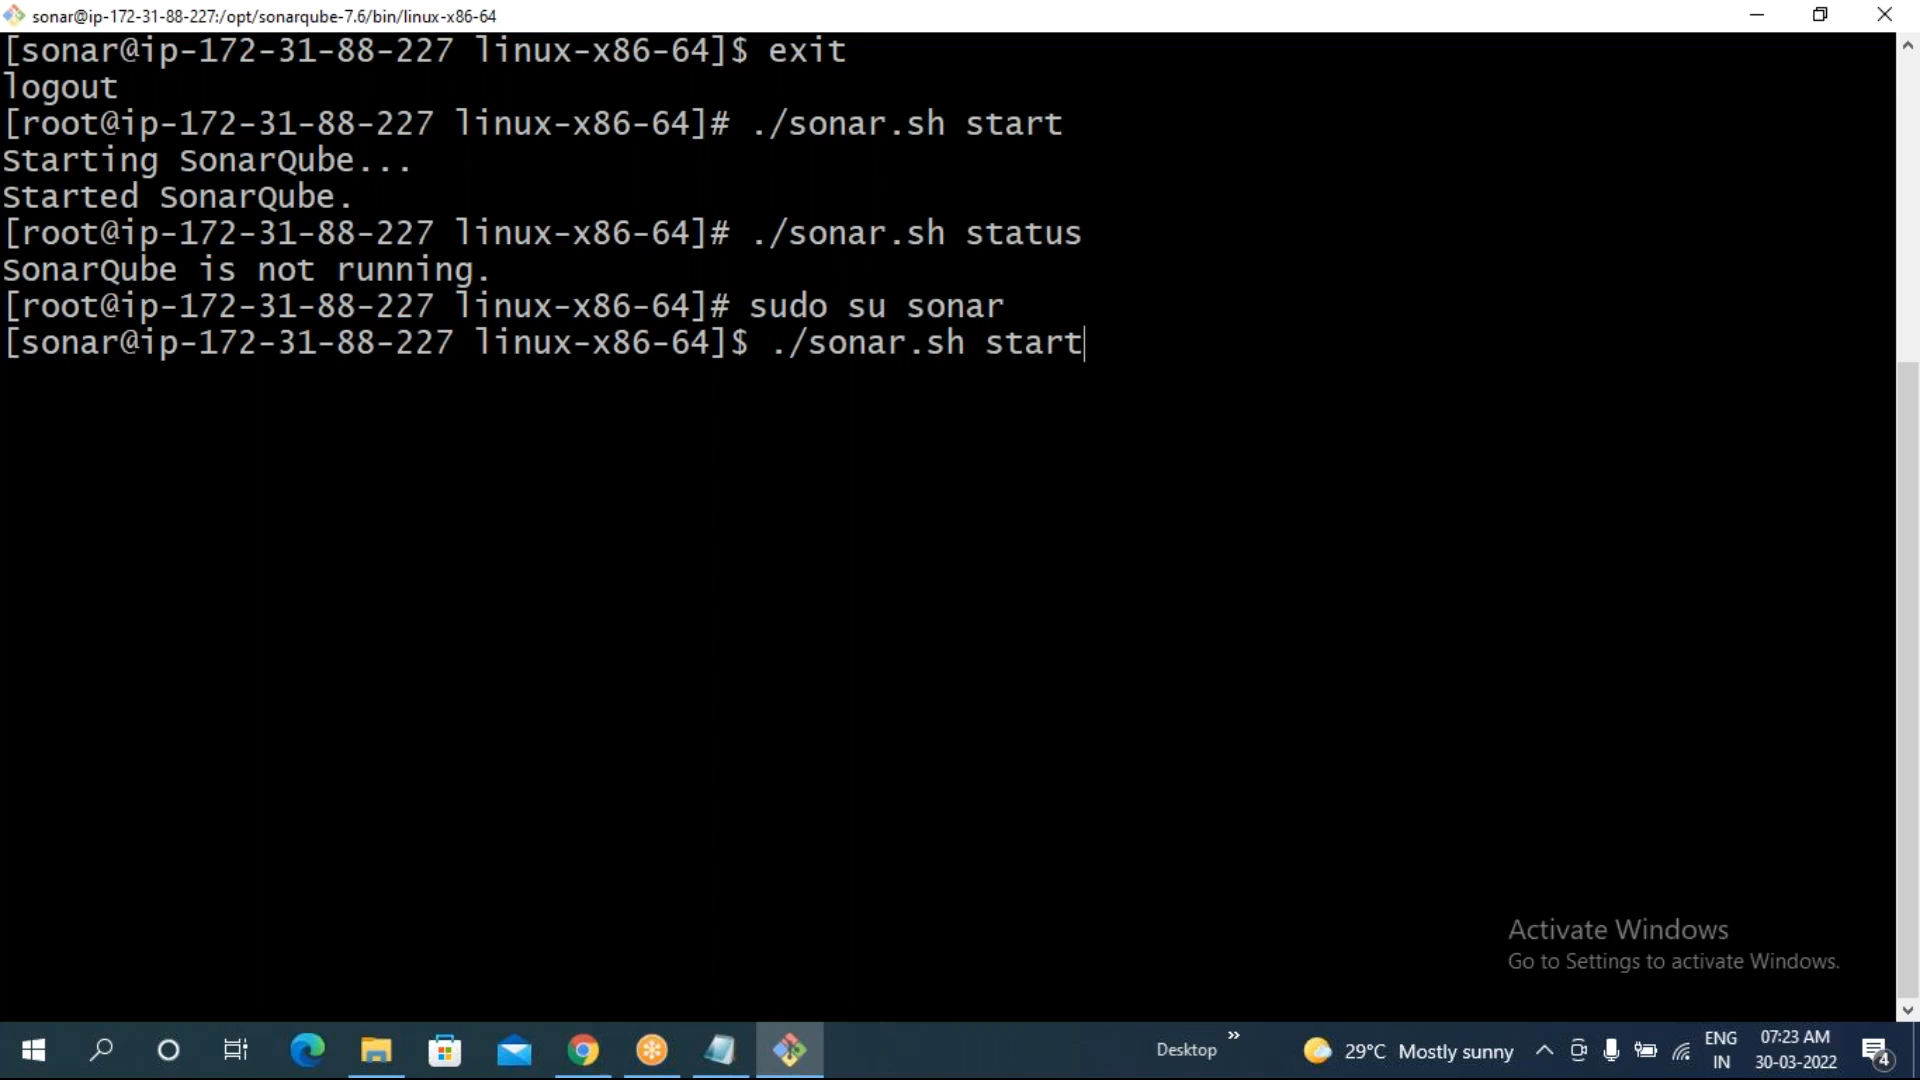 sonar@ip-172-31-88-227:/opt/sonarqube-7.6/bin/linux-x86-64
[sonar@ip-172-31-88-227 linux-x86-64]$ exit
logout
[root@ip-172-31-88-227 linux-x86-64]# ./sonar.sh start
Starting SonarQube...
Started SonarQube.
[root@ip-172-31-88-227 linux-x86-64]# ./sonar.sh status
SonarQube is not running.
[root@ip-172-31-88-227 linux-x86-64]# sudo su sonar
[sonar@ip-172-31-88-227 linux-x86-64]$ ./sonar.sh start
Activate Windows
Go to Settings to activate Windows.
Desktop
29°C Mostly sunny
ENG
IN
07:23 AM
30-03-2022
4